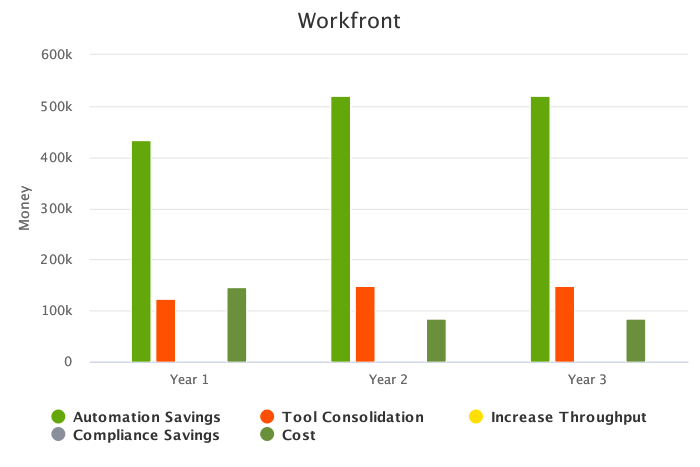 Workfront
600k
500k
400k
300k
200k
100k
0
Money
Year 1 Year 2 Year 3
Automation Savings Tool Consolidation Increase Throughput
Compliance Savings Cost